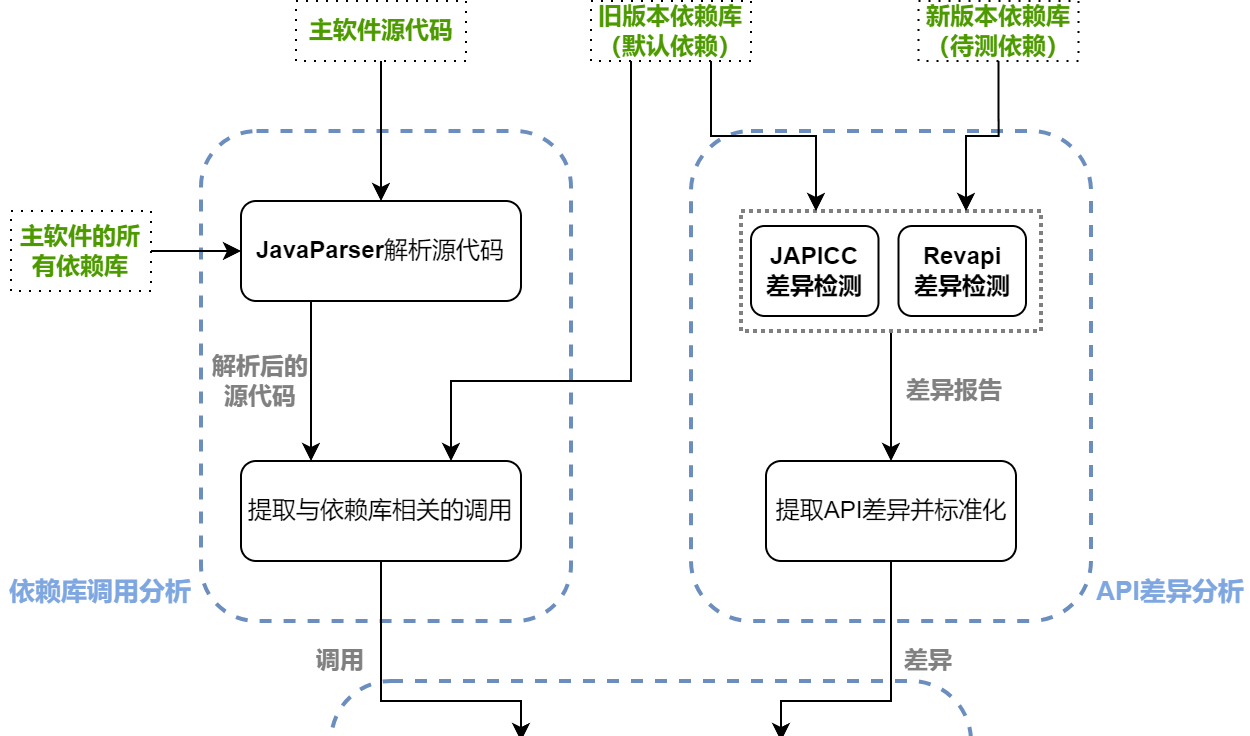 主软件源代码
旧版本依赖库
（默认依赖）
新版本依赖库
（待测依赖）
主软件的所
有依赖库
JavaParser解析源代码
JAPICC
差异检测
Revapi
差异检测
解析后的
源代码
差异报告
提取与依赖库相关的调用
提取API差异并标准化
依赖库调用分析
API差异分析
调用
差异